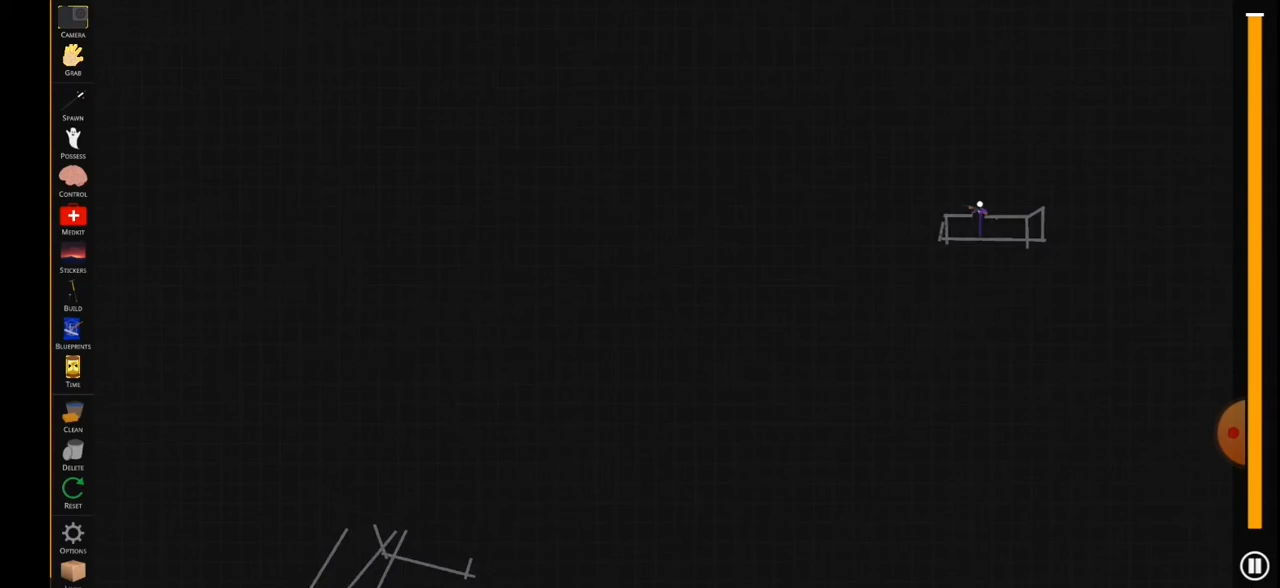 CAMERA
GRAB
SPAWN
POSSESS
CONTROL
MEDKIT
STICKERS
BUILD
BLUEPRINTS
TIME
CLEAN
DELETE
RESET
OPTIONS